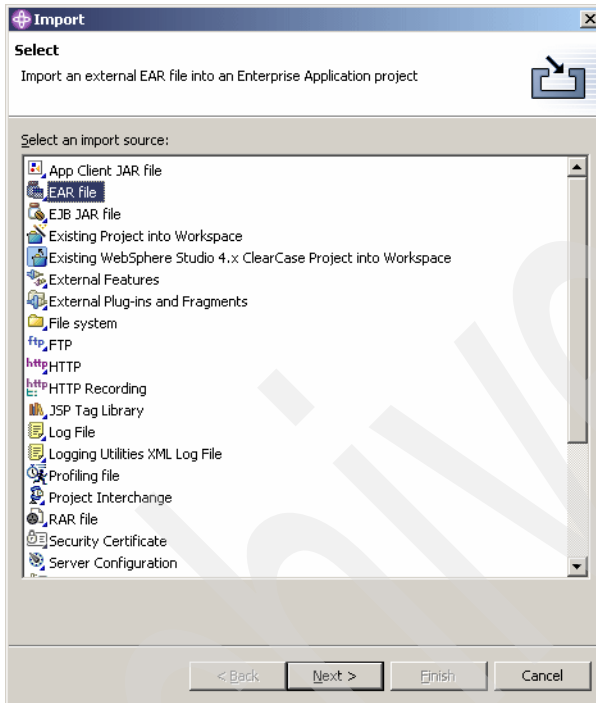 Import
Select
Import an external EAR file into an Enterprise Application project
Select an import source:
App Client JAR file
EAR file
EJB JAR file
Existing Project into Workspace
Existing WebSphere Studio 4.x ClearCase Project into Workspace
External Features
External Plug-ins and Fragments
File system
ftp FTP
http HTTP
http HTTP Recording
JSP Tag Library
Log File
Logging Utilities XML Log File
Profiling file
Project Interchange
RAR file
Security Certificate
Server Configuration
< Back Next > Finish Cancel